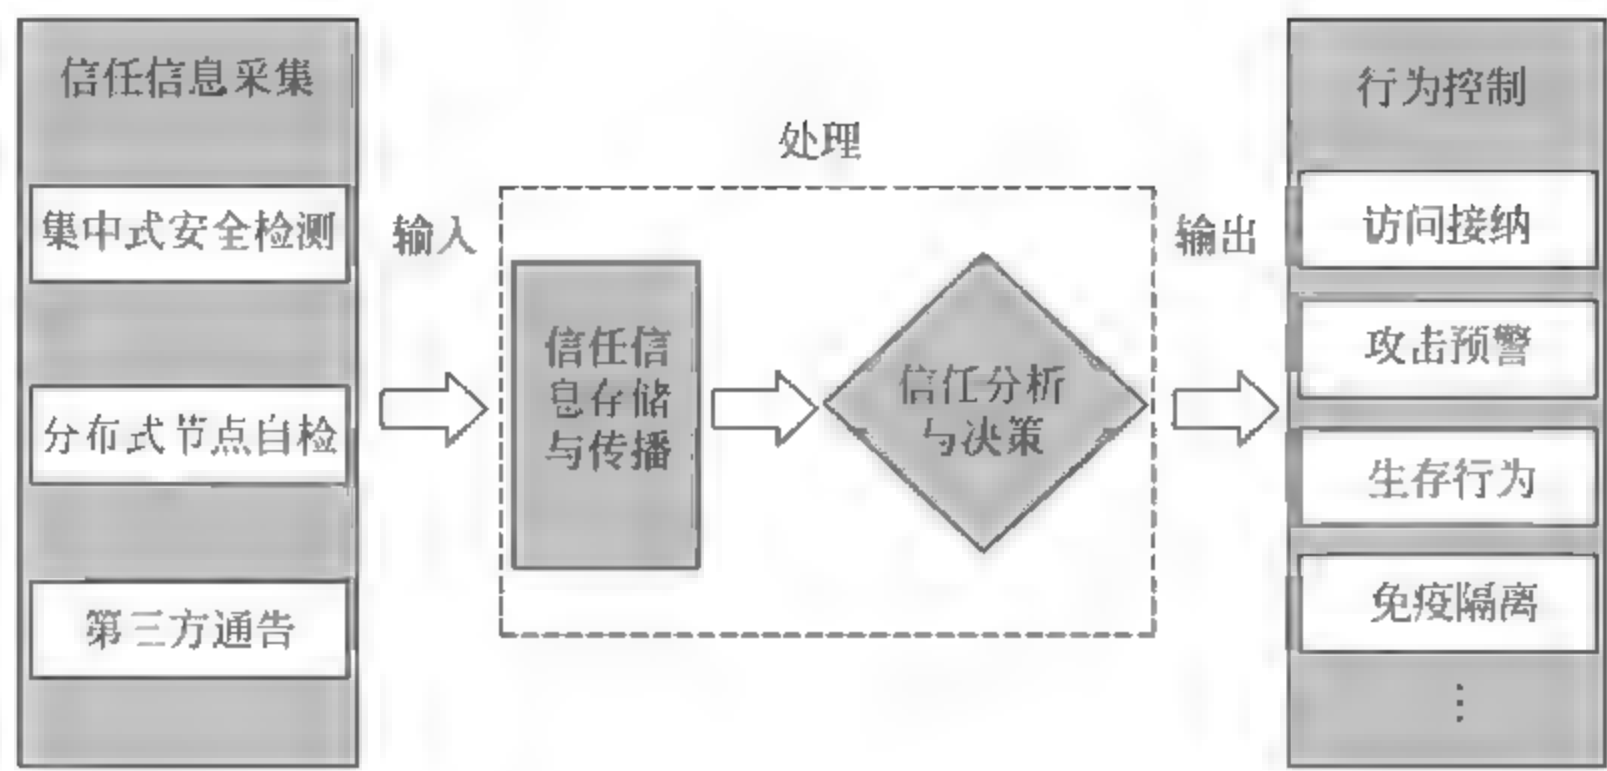 信任信息采集
集中式安全检测
分布式节点自检
第三方通告
输入
处理
信任信
息存储
与传播
信任分析
与决策
输出
行为控制
访问接纳
攻击预警
生存行为
免疫隔离
⋮